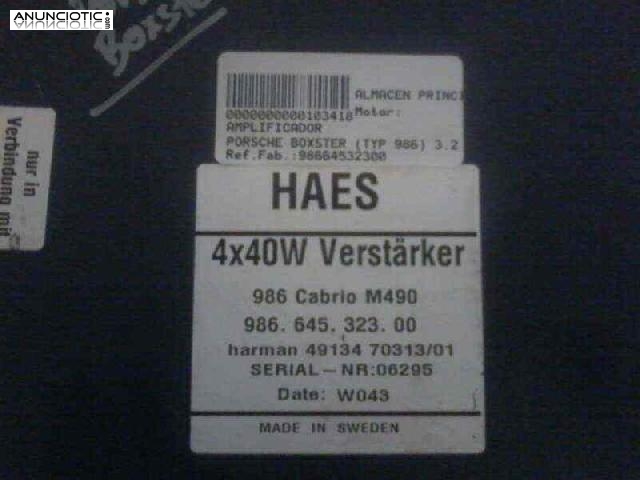 ANUNCIOTIC.com
BOXSTER
ALMACEN PRINCI
0000000000103418 Motor:
AMPLIFICADOR
PORSCHE BOXSTER (TYP 986) 3.2
Ref.Fab.:98664532300
nur in
Verbindung mit
HAES
4x40W Verstärker
986 Cabrio M490
986. 645. 323. 00
harman 49134 70313/01
SERIAL-NR:06295
Date: W043
MADE IN SWEDEN